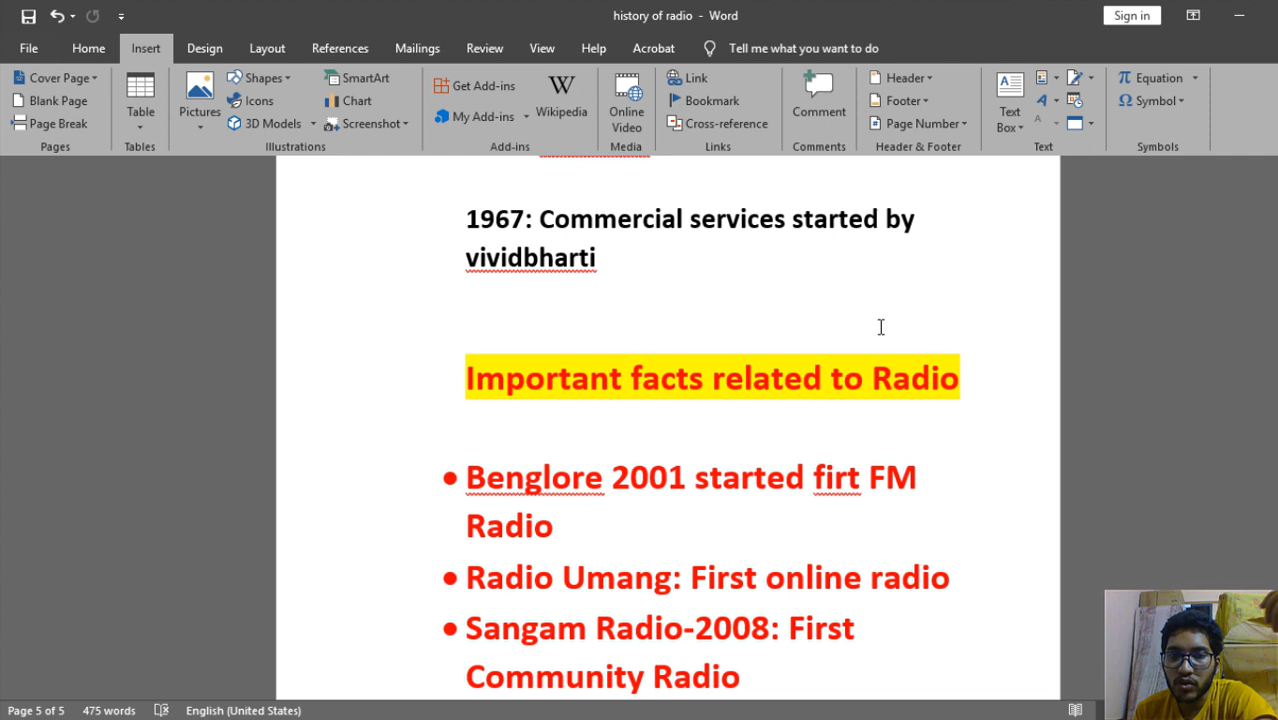 history of radio - Word
Sign in
File Home Insert Design Layout References Mailings Review View Help Acrobat Tell me what you want to do
Cover Page
Blank Page
Page Break
Pages
Table
Tables
Pictures
Shapes
Icons
3D Models
SmartArt
Chart
Screenshot
Illustrations
Get Add-ins
My Add-ins
W
Wikipedia
Add-ins
Online
Video
Media
Link
Bookmark
Cross-reference
Links
Comment
Comments
Header
Footer
Page Number
Header & Footer
Text
Box
Text
Equation
Symbol
Symbols
1967: Commercial services started by
vividbharti
Important facts related to Radio
• Benglore 2001 started firt FM
Radio
• Radio Umang: First online radio
• Sangam Radio-2008: First
Community Radio
Page 5 of 5 475 words English (United States)